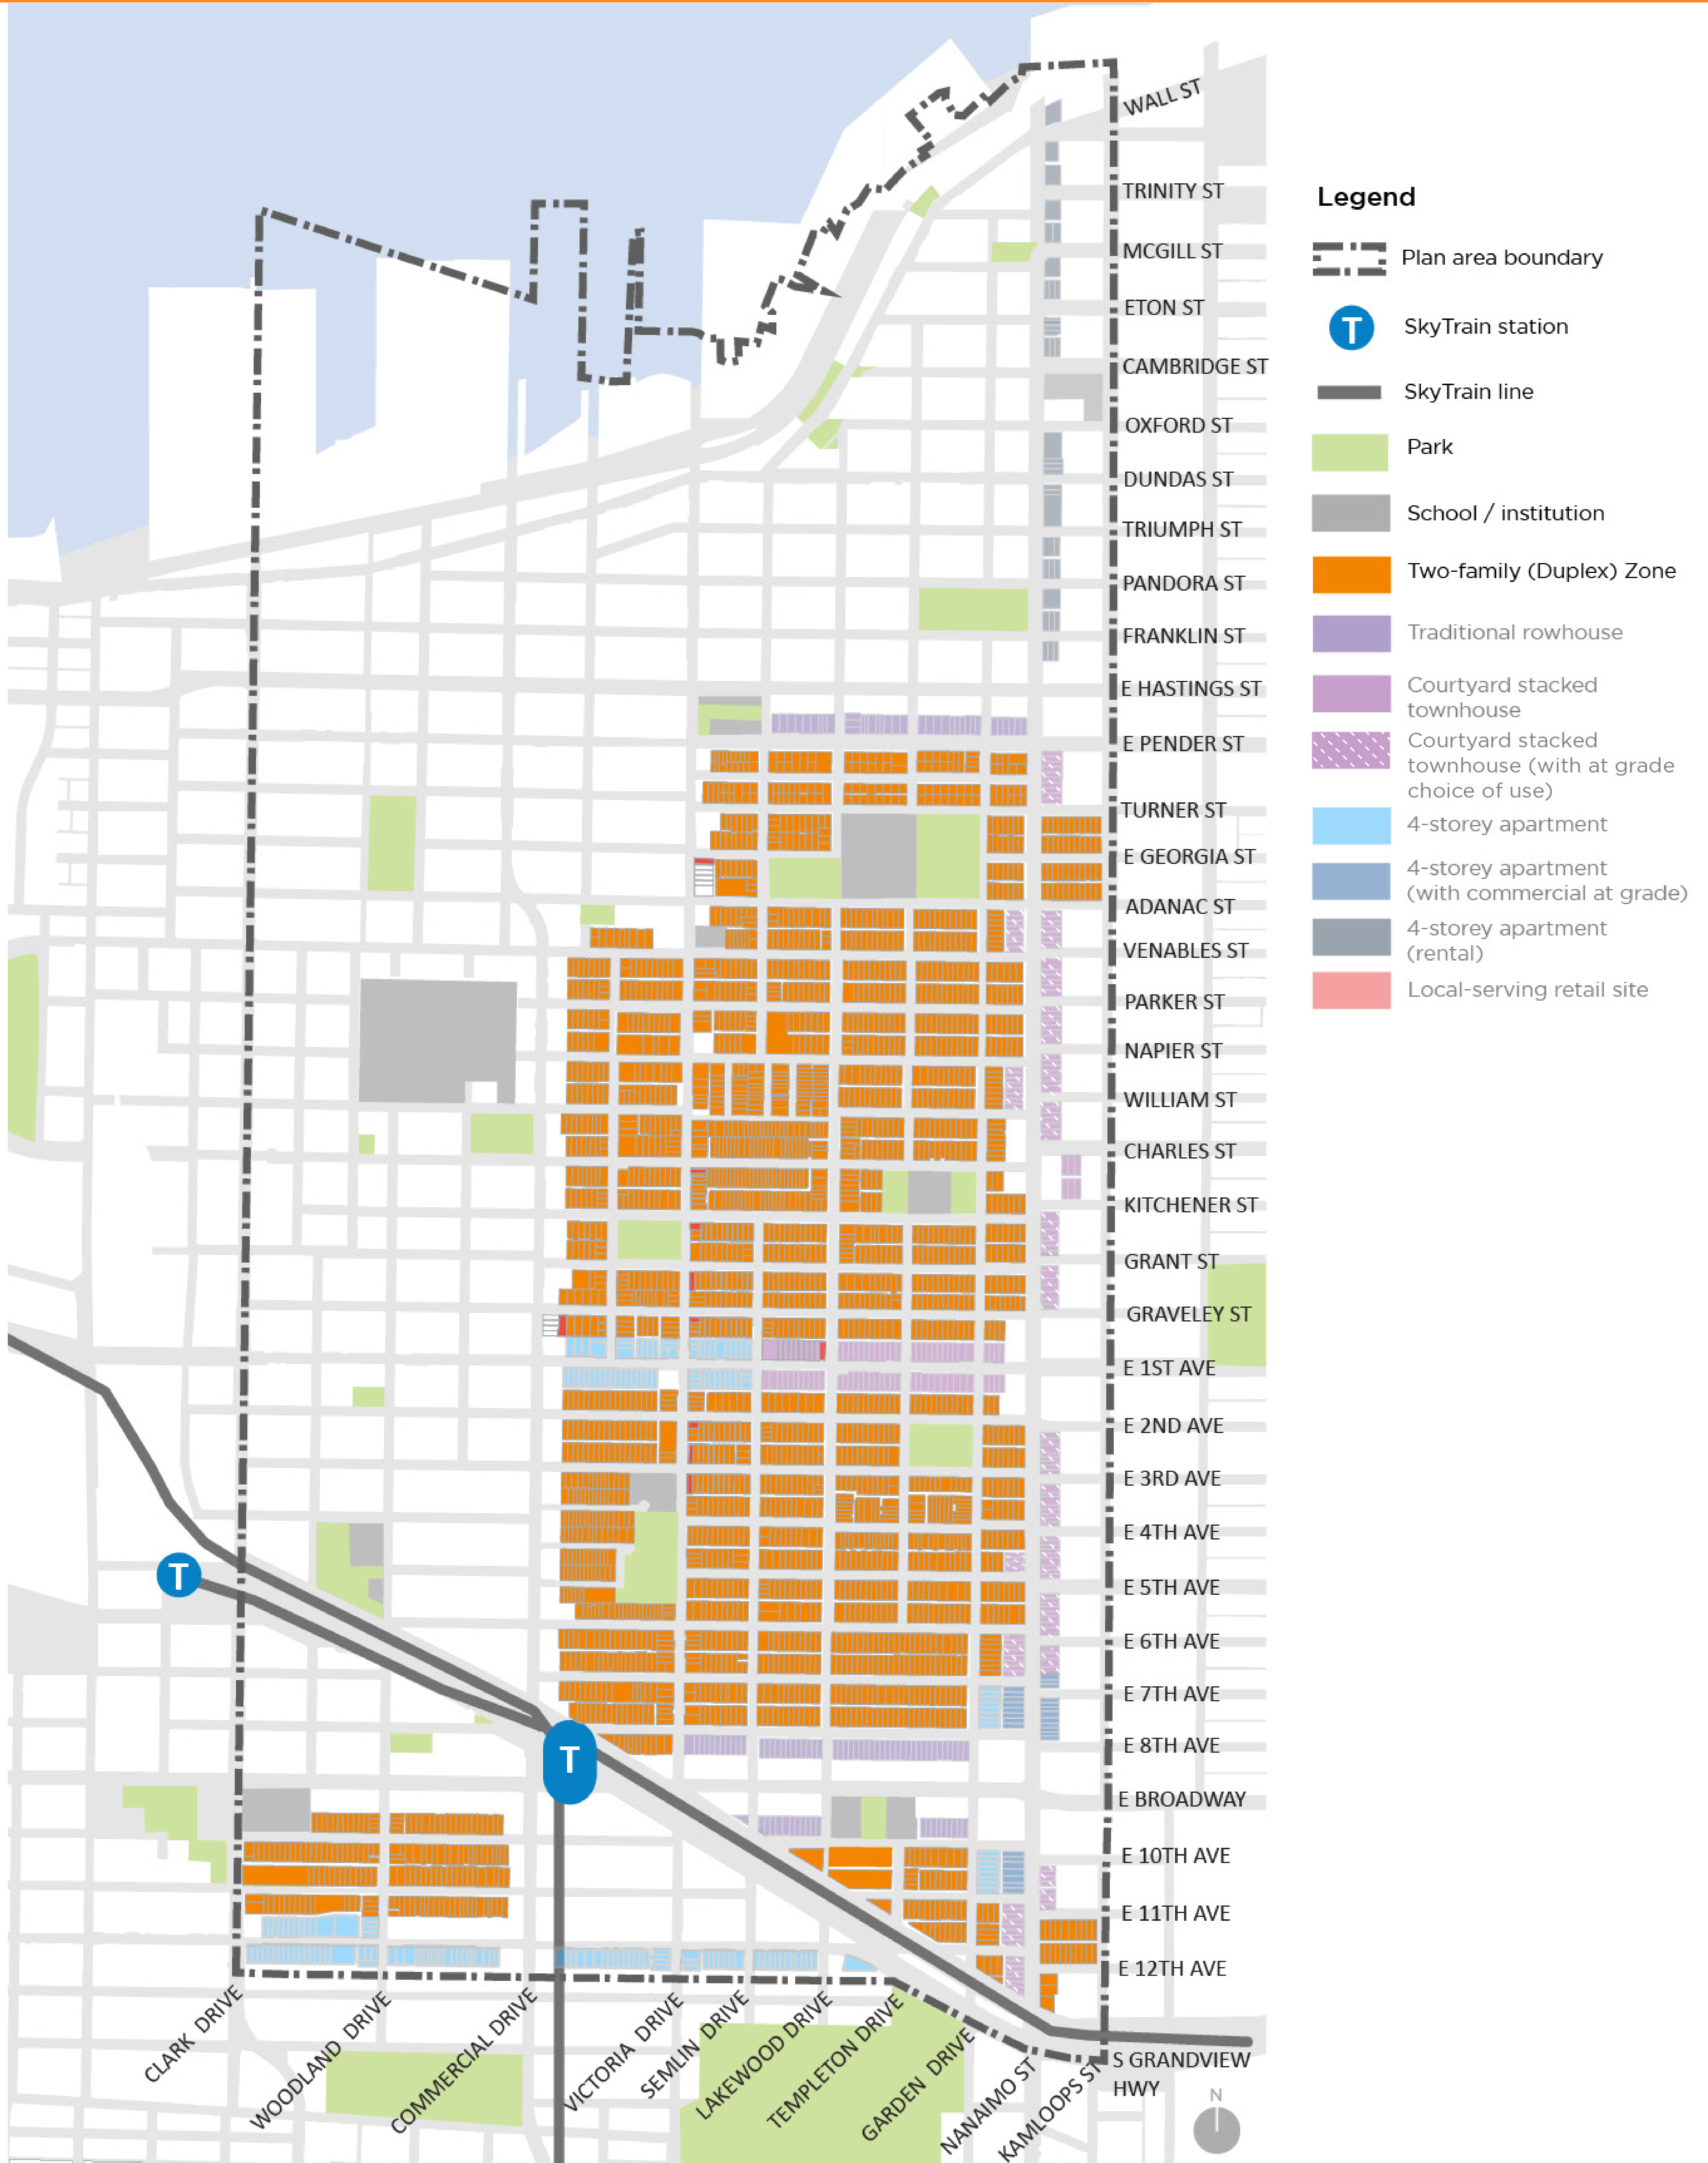 WALL ST
TRINITY ST
MCGILL ST
ETON ST
CAMBRIDGE ST
OXFORD ST
DUNDAS ST
TRIUMPH ST
PANDORA ST
FRANKLIN ST
E HASTINGS ST
E PENDER ST
TURNER ST
E GEORGIA ST
ADANAC ST
VENABLES ST
PARKER ST
NAPIER ST
WILLIAM ST
CHARLES ST
KITCHENER ST
GRANT ST
GRAVELEY ST
E 1ST AVE
E 2ND AVE
E 3RD AVE
E 4TH AVE
E 5TH AVE
E 6TH AVE
E 7TH AVE
E 8TH AVE
E BROADWAY
E 10TH AVE
E 11TH AVE
E 12TH AVE
S GRANDVIEW
HWY
T
T
CLARK DRIVE
WOODLAND DRIVE
COMMERCIAL DRIVE
VICTORIA DRIVE
SEMLIN DRIVE
LAKEWOOD DRIVE
TEMPLETON DRIVE
GARDEN DRIVE
NANAIMO ST
KAMLOOPS ST
N
Legend
Plan area boundary
T
SkyTrain station
SkyTrain line
Park
School / institution
Two-family (Duplex) Zone
Traditional rowhouse
Courtyard stacked
townhouse
Courtyard stacked
townhouse (with at grade
choice of use)
4-storey apartment
4-storey apartment
(with commercial at grade)
4-storey apartment
(rental)
Local-serving retail site